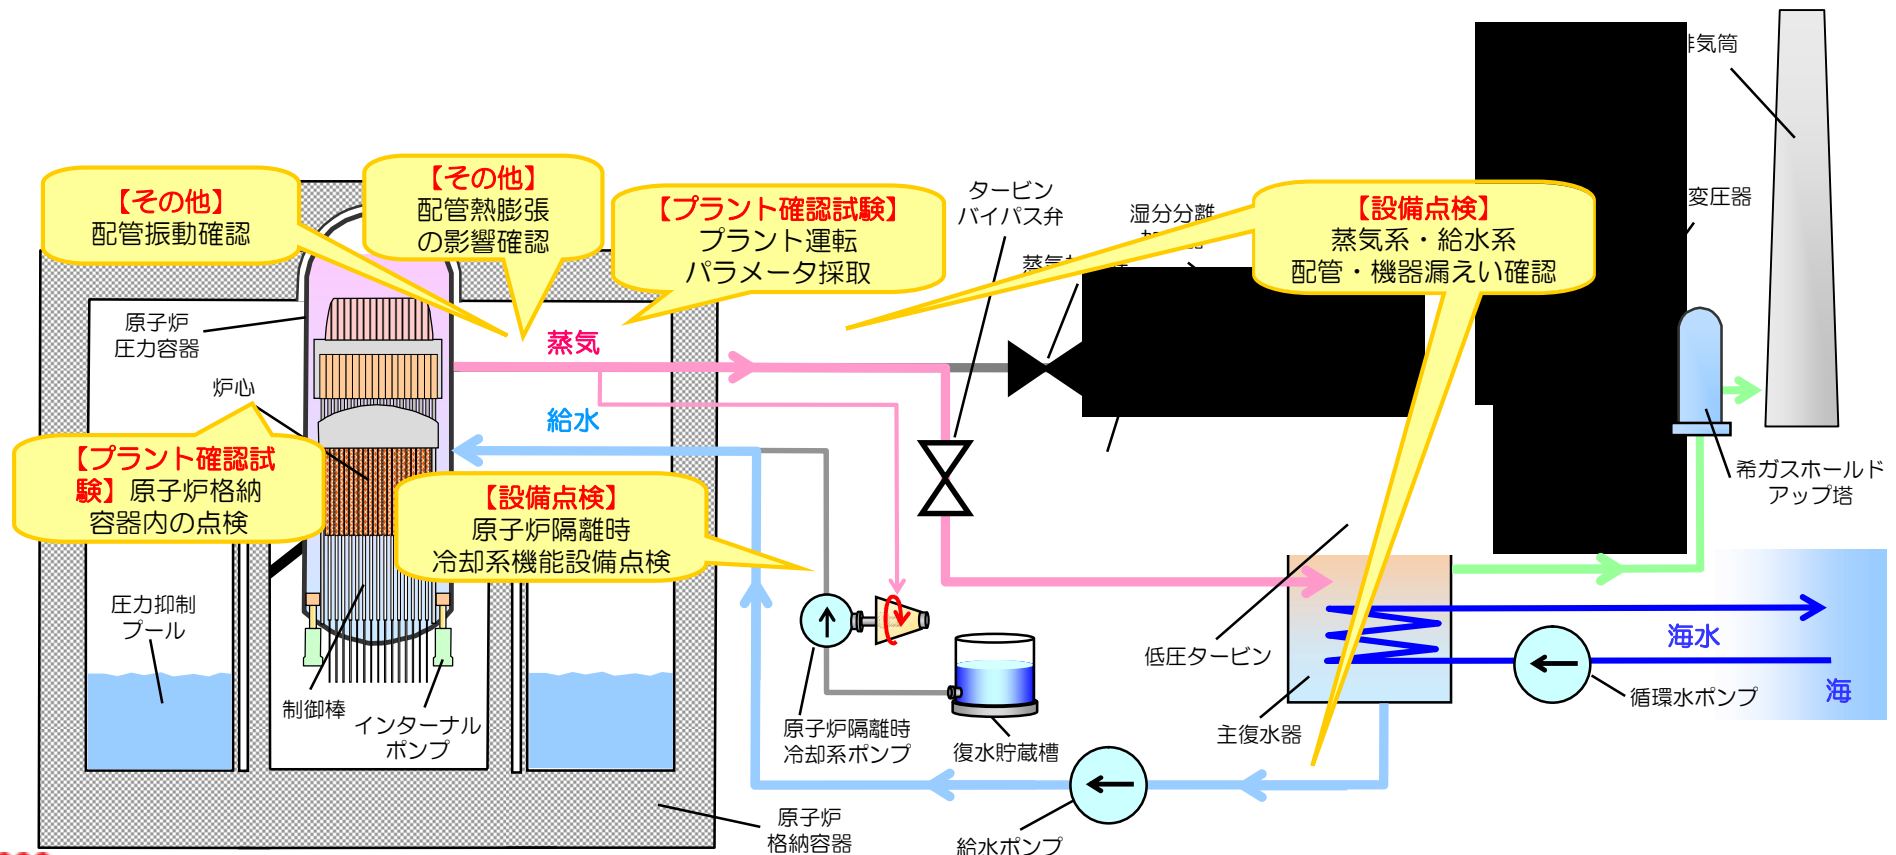 排気筒
【その他】
配管振動確認
【その他】
配管熱膨張
の影響確認
【プラント確認試験】
プラント運転
パラメータ採取
タービン
バイパス弁
湿分分離
【設備点検】
蒸気系・給水系
配管・機器漏えい確認
変圧器
原子炉
圧力容器
蒸気
炉心
給水
【プラント確認試
験】原子炉格納
容器内の点検
【設備点検】
原子炉隔離時
冷却系機能設備点検
希ガスホールド
アップ塔
圧力抑制
プール
制御棒
インターナル
ポンプ
原子炉隔離時
冷却系ポンプ
復水貯蔵槽
低圧タービン
主復水器
海水
海
循環水ポンプ
原子炉
格納容器
給水ポンプ